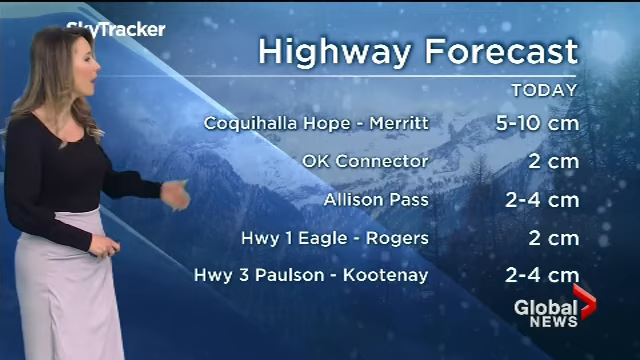 SkyTracker
Highway Forecast
TODAY
Coquihalla Hope - Merritt 5-10 cm
OK Connector 2 cm
Allison Pass 2-4 cm
Hwy 1 Eagle - Rogers 2 cm
Hwy 3 Paulson - Kootenay 2-4 cm
Global
NEWS